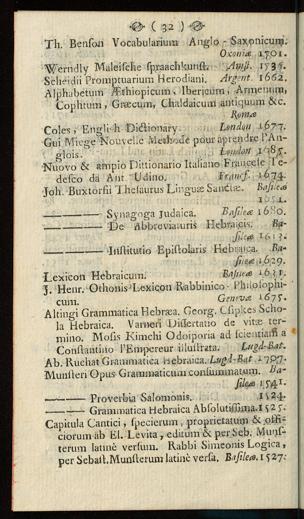 ( 32 )
Th. Benson Vocabularium Anglo-Saxonicum.
Oxoniæ 1701.
Werndly Maleische spraachkunst. Amst. 1735.
Scheidii Promptuarium Herodiani. Argent. 1662.
Alphabetum Æthiopicum, Ibericum, Armenum,
Cophtum, Græcum, Chaldaicum antiquum &c.
Romæ
Coles, English Dictionary. London 1677.
Gui Miege Nouvelle Methode pour aprendre l'An-
glois. London 1685.
Nuovo & ampio Dittionario Italiano Francese Te-
desco da Ant Udino. Francf. 1674.
Joh. Buxtorfii Thesaurus Linguæ Sanctæ. Basileæ
1651.
——— Synagoga Judaica. Basileæ 1680.
——— De Abbreviaturis Hebraicis. Ba-
sileæ 1613.
——— Institutio Epistolaris Hebraica. Ba-
sileæ 1629.
Lexicon Hebraicum. Basileæ 1631.
J. Henr. Othonis Lexicon Rabbinico-Philolophi-
cum. Genevæ 1675.
Altingi Grammatica Hebræa. Georg. Csipkes Scho-
la Hebraica. Varneri Dissertatio de vitæ ter-
mino. Mosis Kimchi Odoiporia ad scientiam a
Constantino l'Empereur illustrata. Lugd-Bat.
Ab. Ruchat Grammatica Hebraica. Lugd-Bat. 1707.
Munsteri Opus Grammaticum consummatum. Ba-
sileæ 1541.
——— Proverbia Salomonis. 1524.
——— Grammatica Hebraica Absolutissima. 1525.
Capitula Cantici, specierum, proprietatum & offi-
ciorum ab El. Levita, editum & per Seb. Muns-
terum latinè versum. Rabbi Simeonis Logica,
per Sebast. Munsterum latinè versa. Basileæ. 1527.